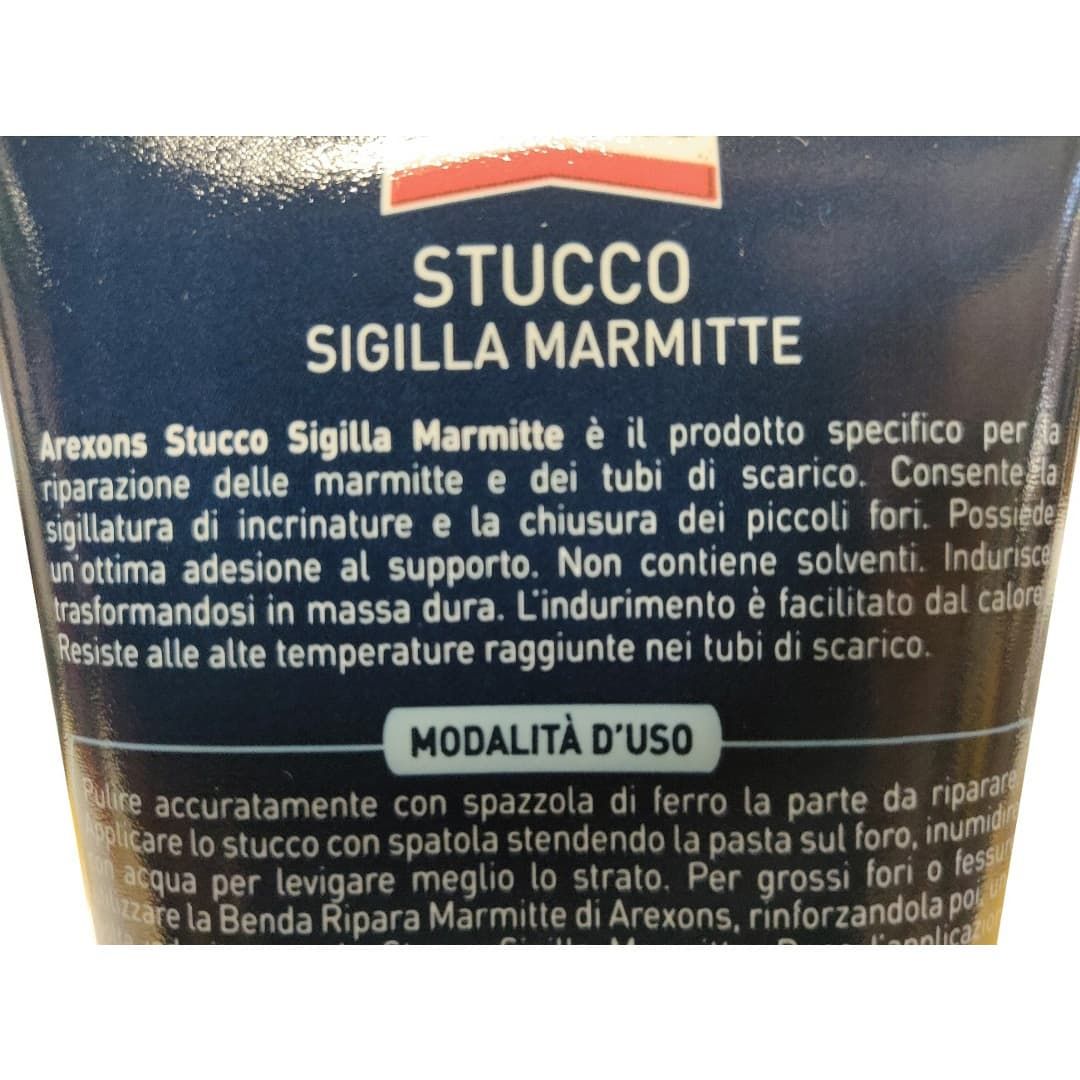 STUCCO
SIGILLA MARMITTE
Arexons Stucco Sigilla Marmitte è il prodotto specifico per la
riparazione delle marmitte e dei tubi di scarico. Consente la
sigillatura di incrinature e la chiusura dei piccoli fori. Possiede
un'ottima adesione al supporto. Non contiene solventi. Indurisce
trasformandosi in massa dura. L'indurimento è facilitato dal calore.
Resiste alle alte temperature raggiunte nei tubi di scarico.
MODALITÀ D'USO
Pulire accuratamente con spazzola di ferro la parte da riparare.
Applicare lo stucco con spatola stendendo la pasta sul foro,
con acqua per levigare meglio lo strato. Per grossi fori o
la Benda Ripara Marmitte di Arexons, rinforzandola poi,
Stucco Sigilla Marmitte. Dopo